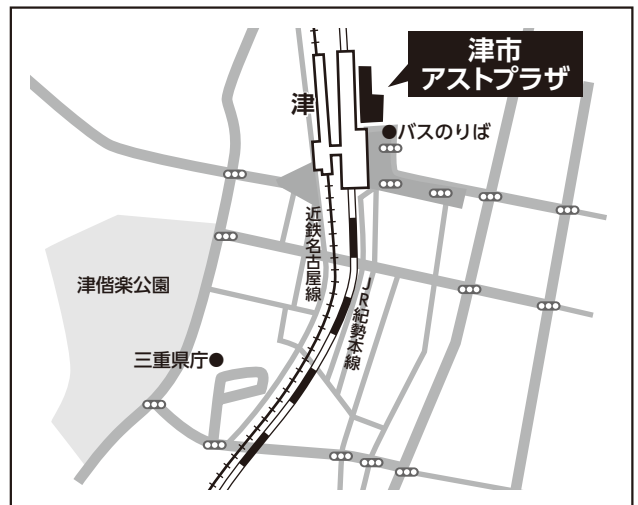 津市
アストプラザ
津
バスのりば
近鉄名古屋線
JR紀勢本線
津偕楽公園
三重県庁